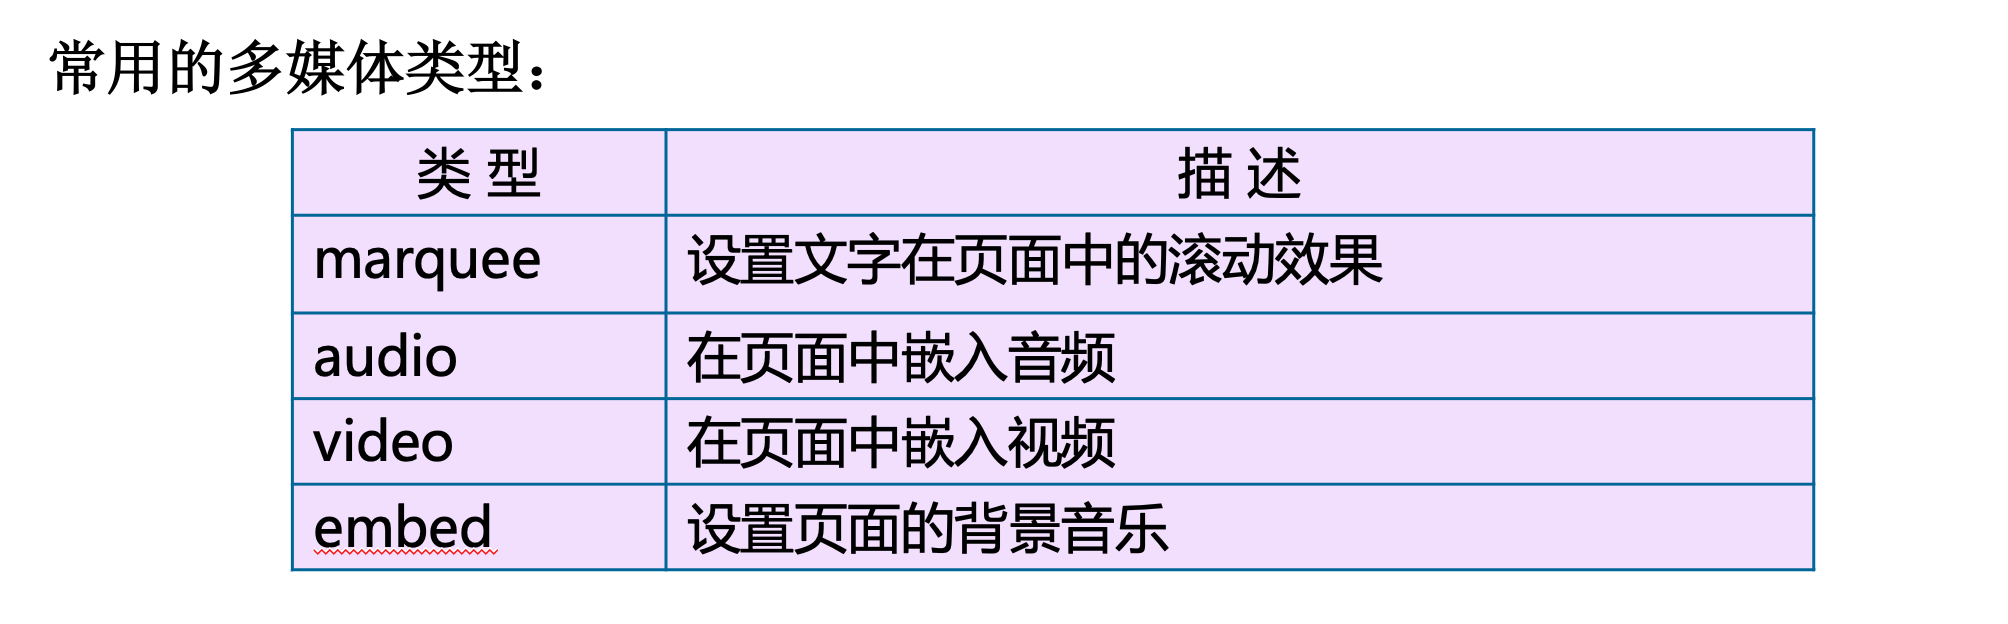 常用的多媒体类型：
类 型 描 述
marquee 设置文字在页面中的滚动效果
audio 在页面中嵌入音频
video 在页面中嵌入视频
embed 设置页面的背景音乐